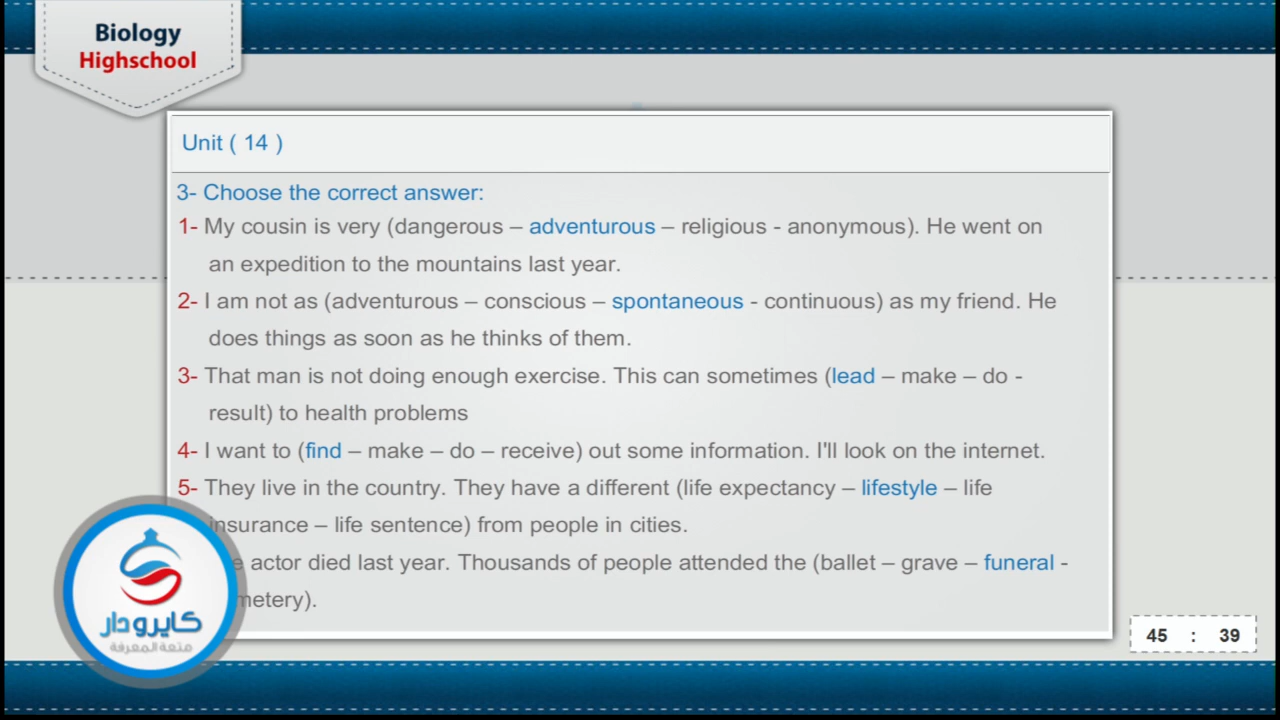 Biology
Highschool
Unit ( 14 )
3- Choose the correct answer:
1- My cousin is very (dangerous – adventurous – religious - anonymous). He went on
an expedition to the mountains last year.
2- I am not as (adventurous – conscious – spontaneous - continuous) as my friend. He
does things as soon as he thinks of them.
3- That man is not doing enough exercise. This can sometimes (lead – make – do -
result) to health problems
4- I want to (find – make – do – receive) out some information. I'll look on the internet.
5- They live in the country. They have a different (life expectancy – lifestyle – life
insurance – life sentence) from people in cities.
actor died last year. Thousands of people attended the (ballet – grave – funeral -
metery).
كايرودار
متعة المعرفة
45 : 39